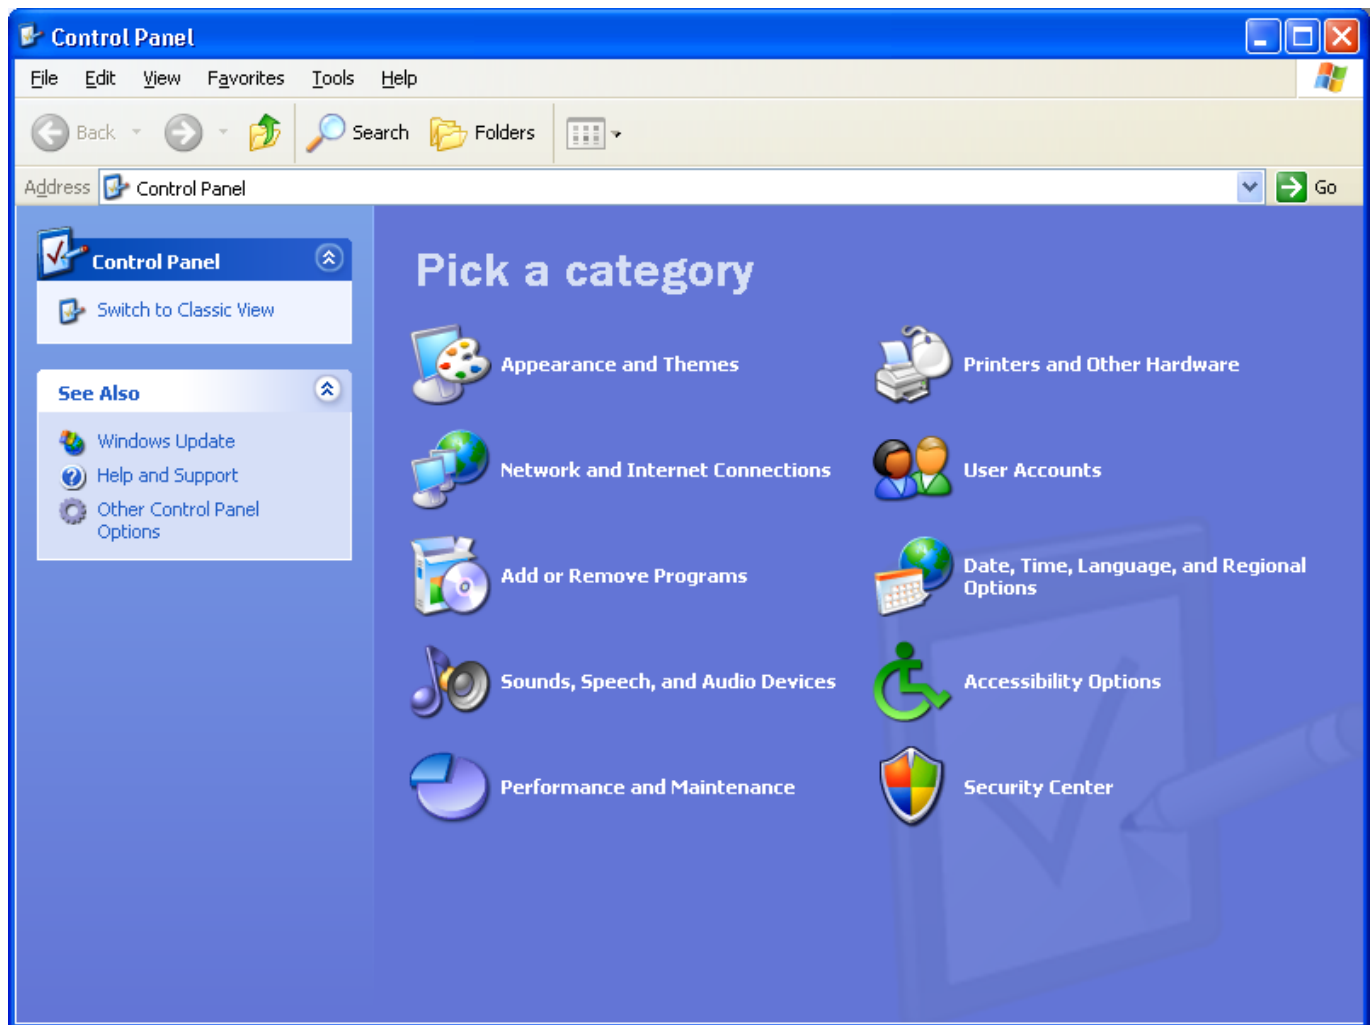 Control Panel
File Edit View Favorites Tools Help
Back Search Folders
Address Control Panel Go
Control Panel
Switch to Classic View
See Also
Windows Update
Help and Support
Other Control Panel
Options
Pick a category
Appearance and Themes
Printers and Other Hardware
Network and Internet Connections
User Accounts
Add or Remove Programs
Date, Time, Language, and Regional
Options
Sounds, Speech, and Audio Devices
Accessibility Options
Performance and Maintenance
Security Center